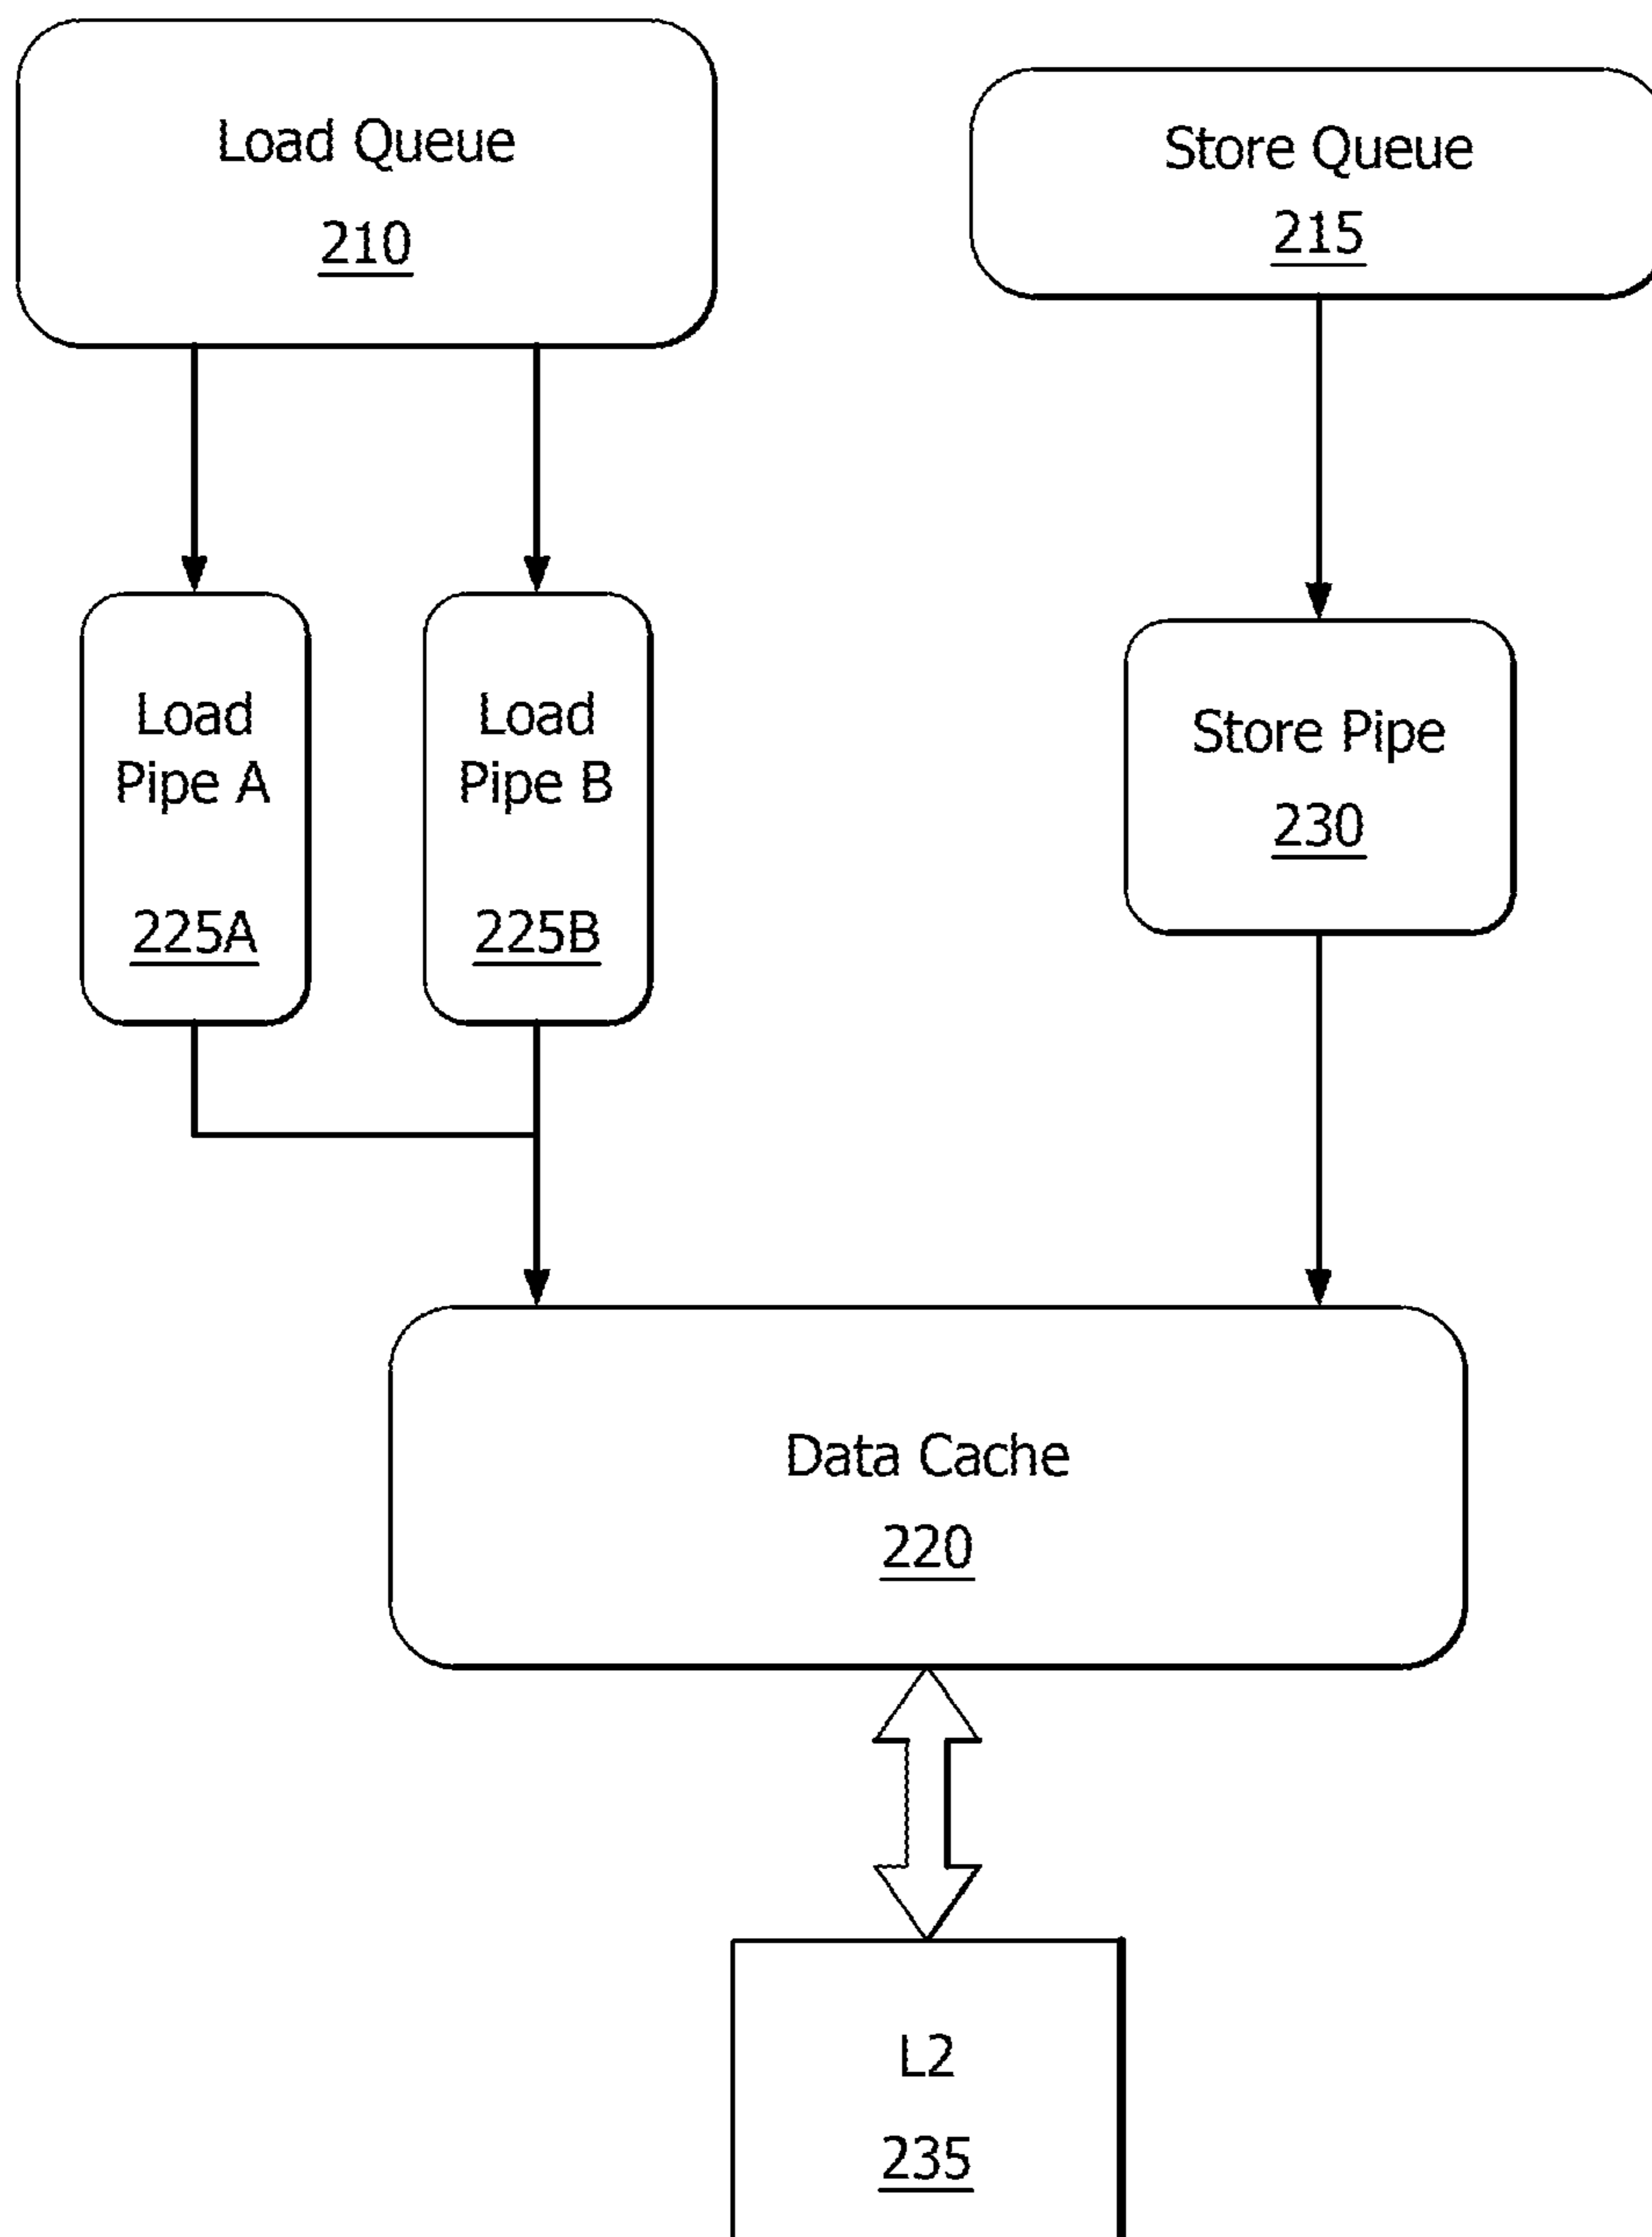 Load Queue
210
Store Queue
215
Load
Pipe A
225A
Load
Pipe B
225B
Store Pipe
230
Data Cache
220
L2
235